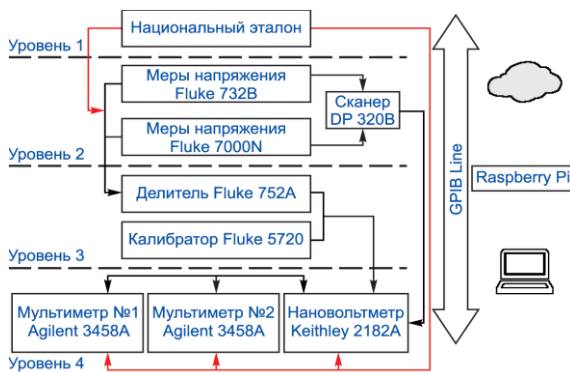 Национальный эталон
Уровень 1
Меры напряжения
Fluke 732B
Сканер
DP 320B
Меры напряжения
Fluke 7000N
Уровень 2
Делитель Fluke 752A
Калибратор Fluke 5720
Уровень 3
Мультиметр №1
Agilent 3458A
Мультиметр №2
Agilent 3458A
Нановольтметр
Keithley 2182A
Уровень 4
GPIB Line
Raspberry Pi